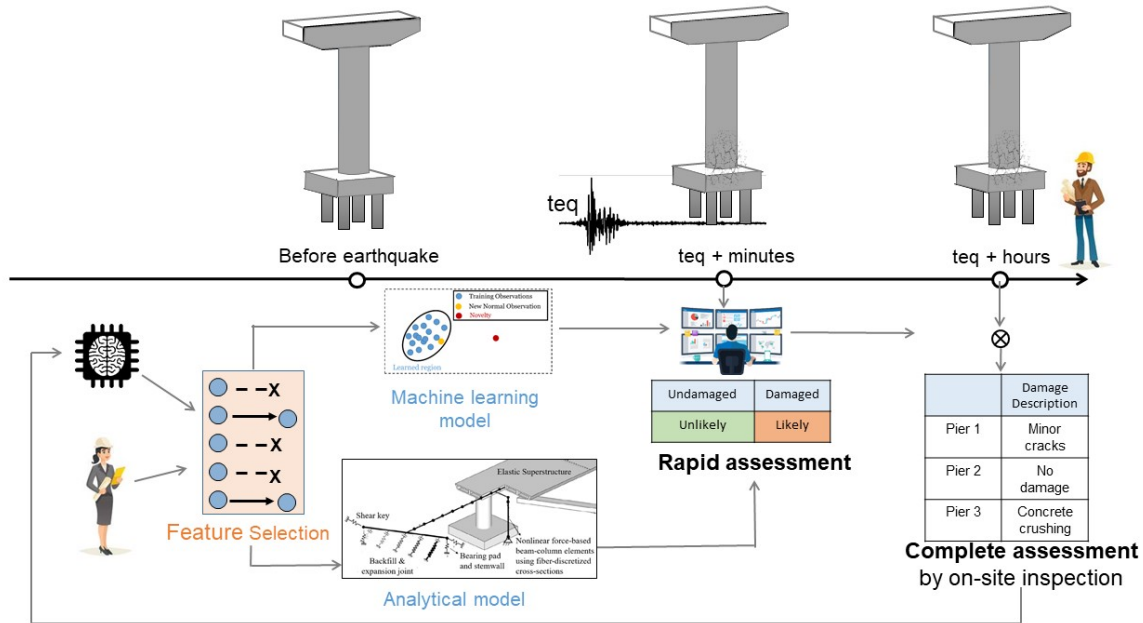 teq
Before earthquake
teq + minutes
teq + hours
Training Observations
New Normal Observation
Novelty
Learned region
Machine learning
model
X
X
X
Feature Selection
Undamaged Damaged
Unlikely Likely
Rapid assessment
Damage
Description
Pier 1 Minor
cracks
Pier 2 No
damage
Pier 3 Concrete
crushing
Complete assessment
by on-site inspection
Elastic Superstructure
Shear key
Backfill &
expansion joint
Bearing pad
and stemwall
Nonlinear force-based
beam-column elements
using fiber-discretized
cross-sections
Analytical model